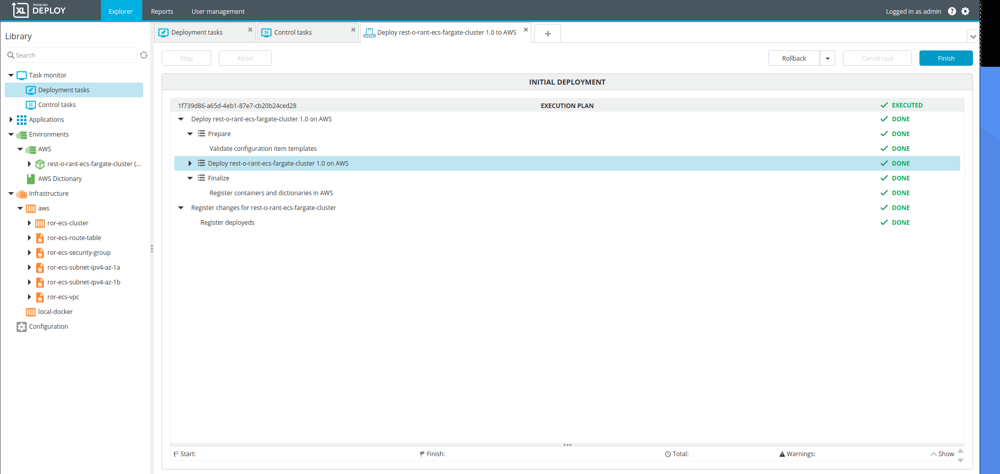 XebiaLabs
XL DEPLOY
Explorer
Reports
User management
Logged in as admin
Library
Search
Task monitor
Deployment tasks
Control tasks
Applications
Environments
AWS
rest-o-rant-ecs-fargate-cluster (...
AWS Dictionary
Infrastructure
aws
ror-ecs-cluster
ror-ecs-route-table
ror-ecs-security-group
ror-ecs-subnet-ipv4-az-1a
ror-ecs-subnet-ipv4-az-1b
ror-ecs-vpc
local-docker
Configuration
Deployment tasks
Control tasks
Deploy rest-o-rant-ecs-fargate-cluster 1.0 to AWS
Stop
Abort
Rollback
Cancel task
Finish
INITIAL DEPLOYMENT
1f739d86-a65d-4eb1-87e7-cb20b24ced28 EXECUTION PLAN EXECUTED
Deploy rest-o-rant-ecs-fargate-cluster 1.0 on AWS DONE
Prepare DONE
Validate configuration item templates DONE
Deploy rest-o-rant-ecs-fargate-cluster 1.0 on AWS DONE
Finalize DONE
Register containers and dictionaries in AWS DONE
Register changes for rest-o-rant-ecs-fargate-cluster DONE
Register deployeds DONE
Start: Finish: Total: Warnings: Show